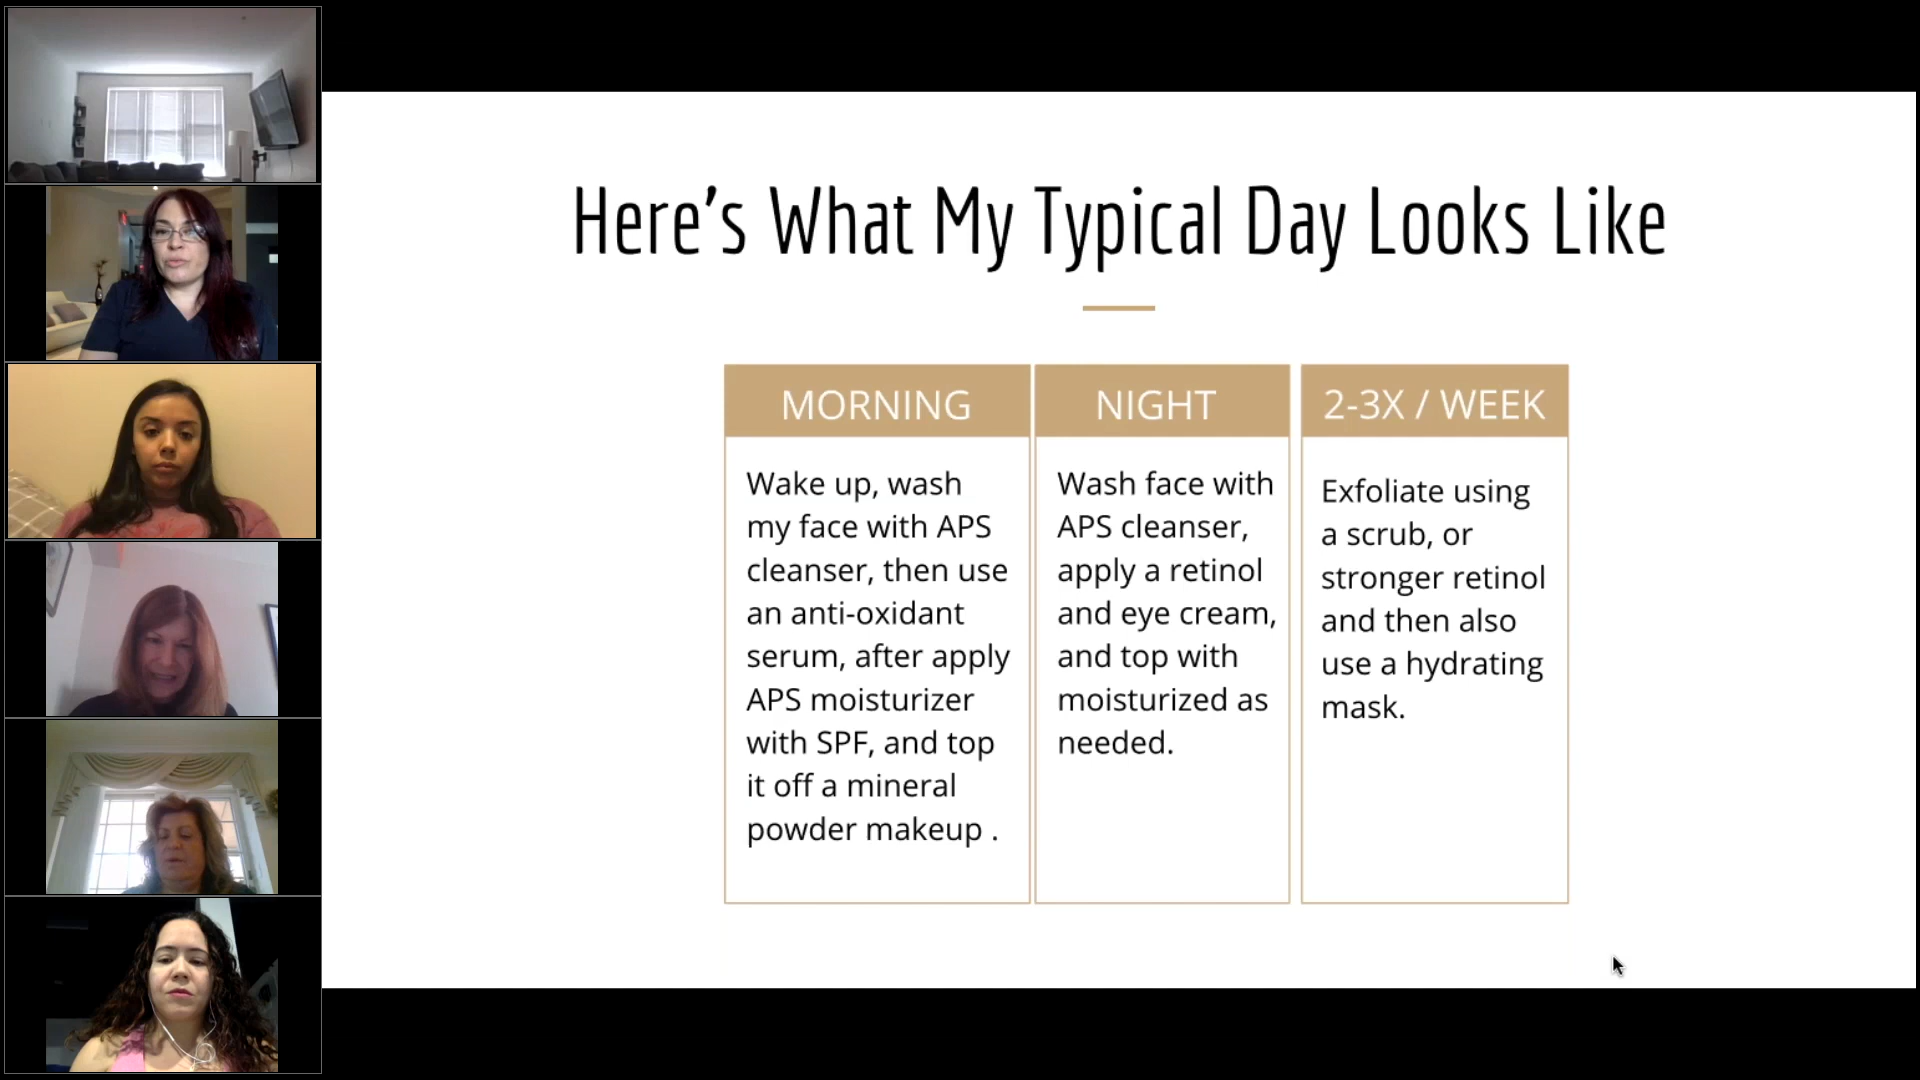 Here's What My Typical Day Looks Like
MORNING
Wake up, wash
my face with APS
cleanser, then use
an anti-oxidant
serum, after apply
APS moisturizer
with SPF, and top
it off a mineral
powder makeup .
NIGHT
Wash face with
APS cleanser,
apply a retinol
and eye cream,
and top with
moisturized as
needed.
2-3X / WEEK
Exfoliate using
a scrub, or
stronger retinol
and then also
use a hydrating
mask.